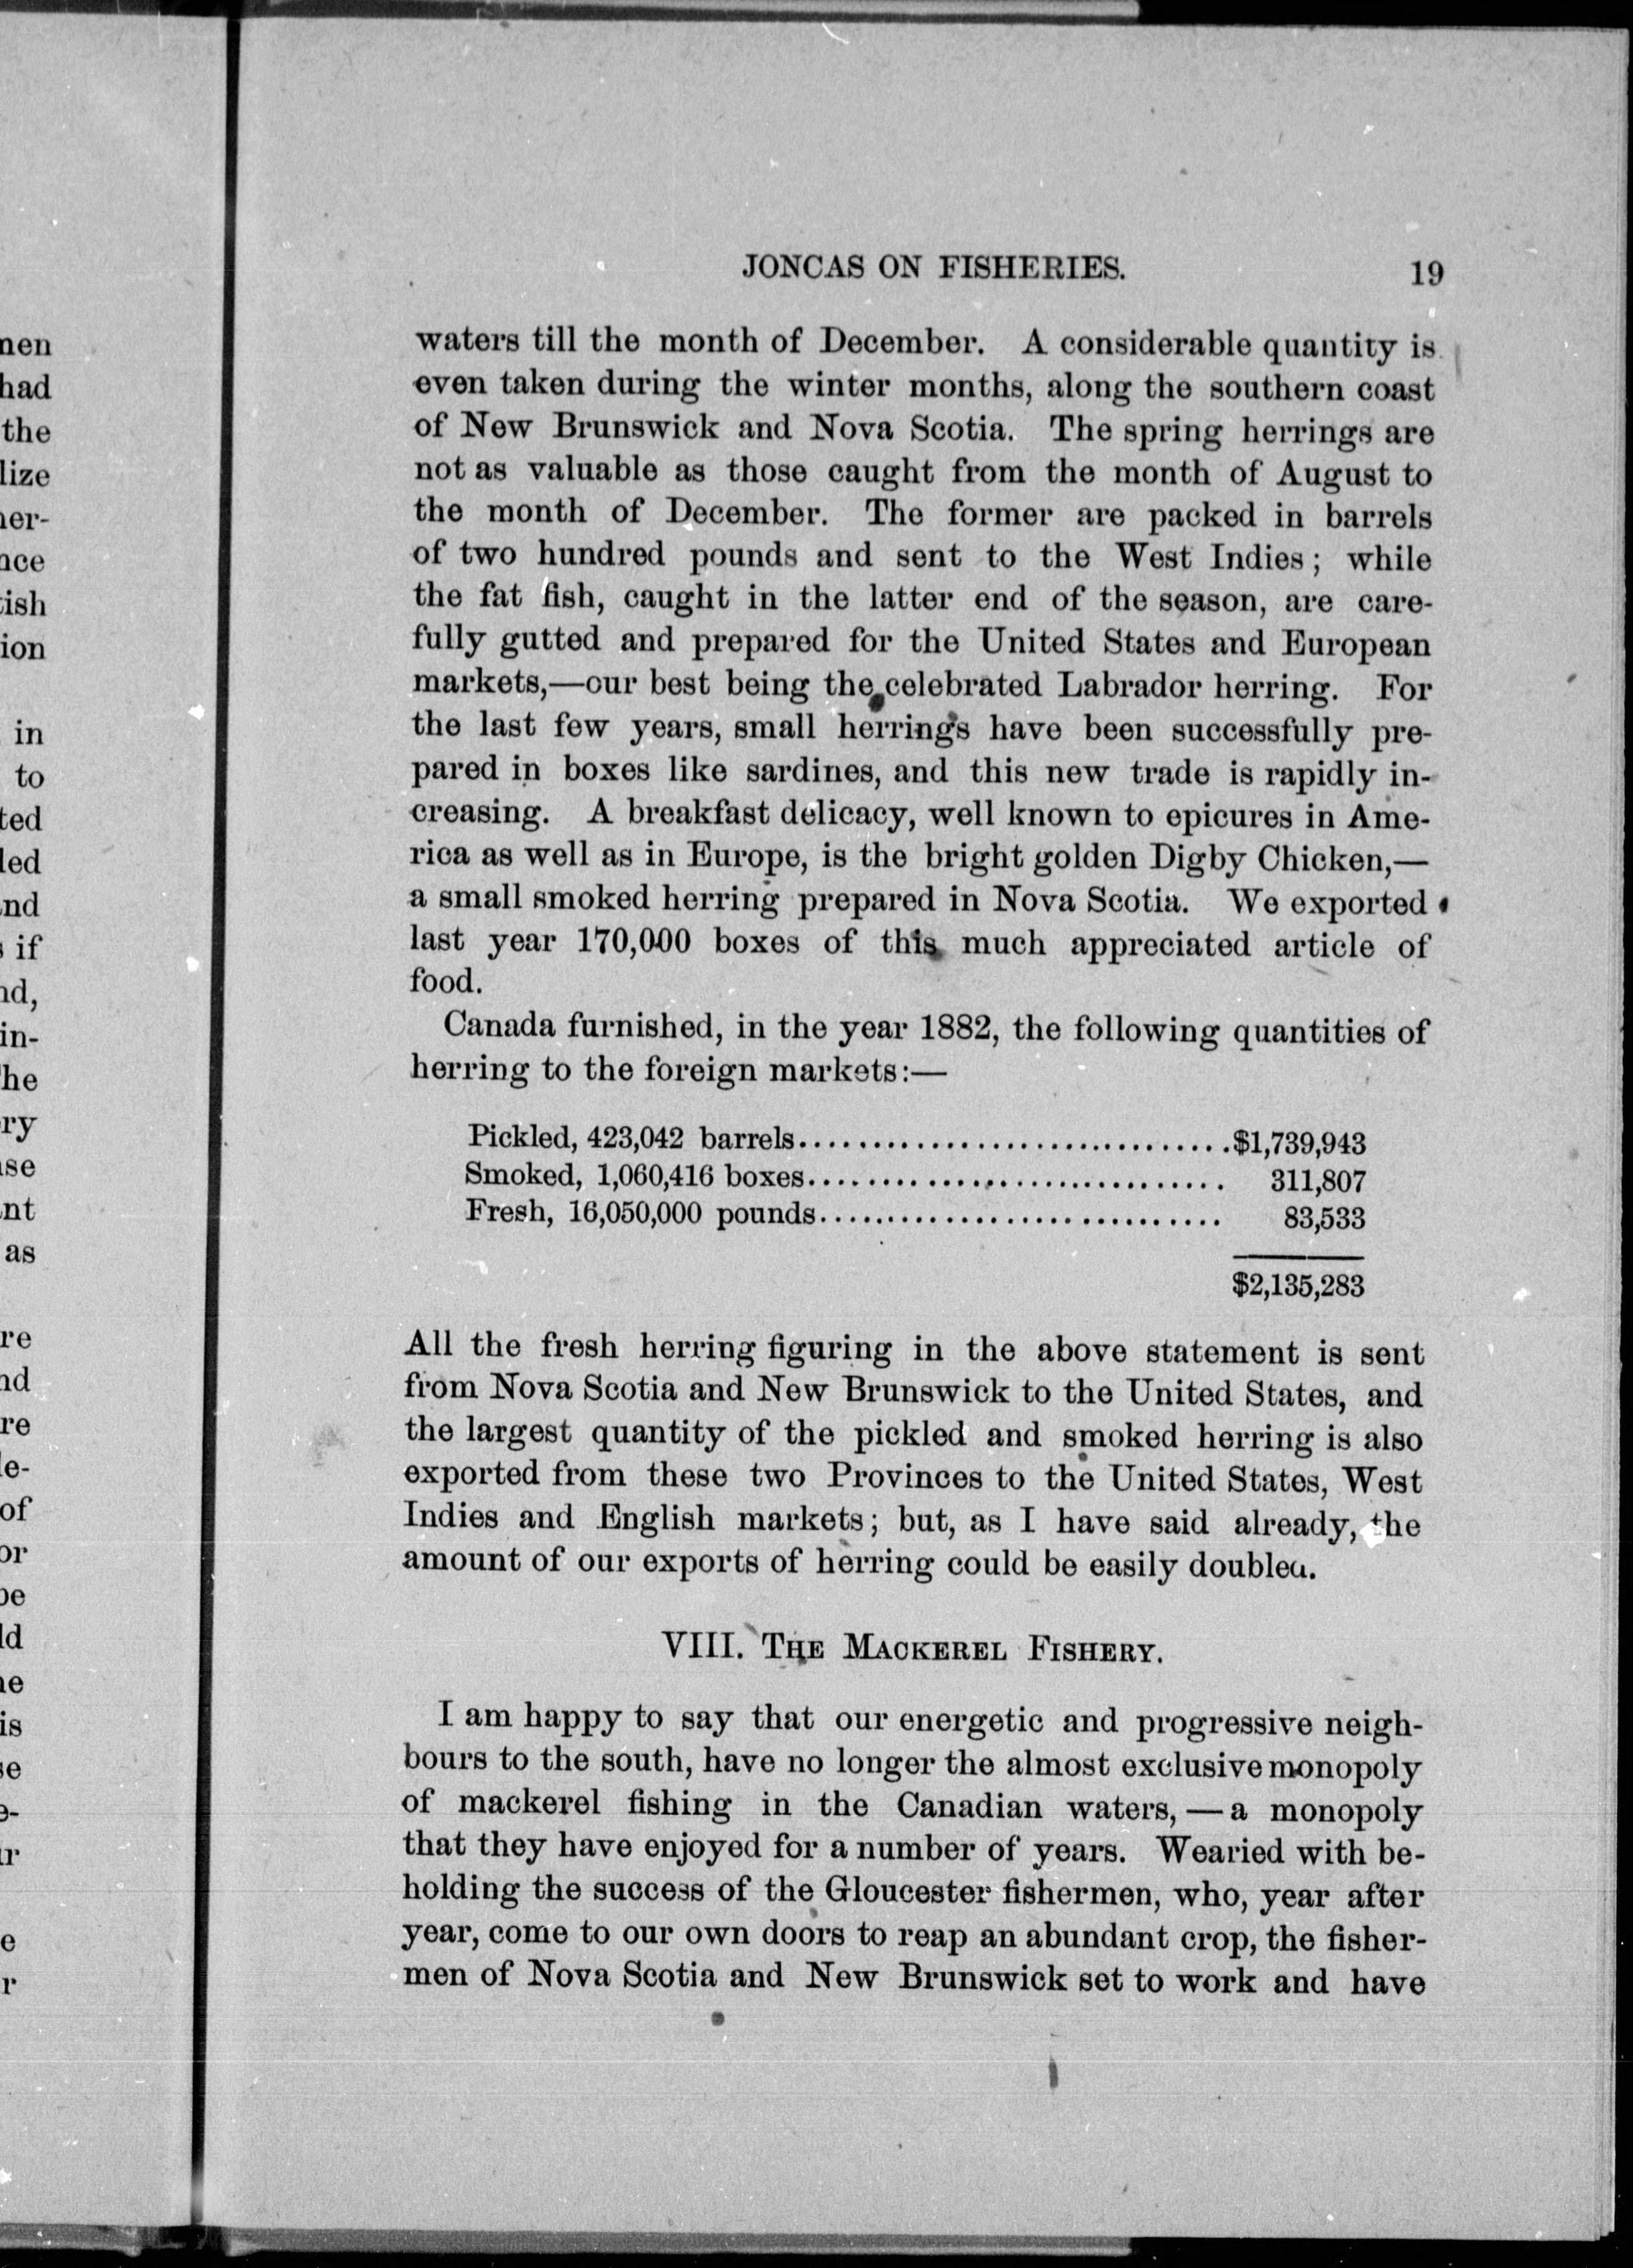 JONCAS ON FISHERIES. 19
waters till the month of December. A considerable quantity is
even taken during the winter months, along the southern coast
of New Brunswick and Nova Scotia. The spring herrings are
not as valuable as those caught from the month of August to
the month of December. The former are packed in barrels
of two hundred pounds and sent to the West Indies; while
the fat fish, caught in the latter end of the season, are care-
fully gutted and prepared for the United States and European
markets,—our best being the celebrated Labrador herring. For
the last few years, small herrings have been successfully pre-
pared in boxes like sardines, and this new trade is rapidly in-
creasing. A breakfast delicacy, well known to epicures in Ame-
rica as well as in Europe, is the bright golden Digby Chicken,—
a small smoked herring prepared in Nova Scotia. We exported
last year 170,000 boxes of this much appreciated article of
food.
Canada furnished, in the year 1882, the following quantities of
herring to the foreign markets:—
Pickled, 423,042 barrels..............................$1,739,943
Smoked, 1,060,416 boxes............................. 311,807
Fresh, 16,050,000 pounds............................ 83,533
$2,135,283
All the fresh herring figuring in the above statement is sent
from Nova Scotia and New Brunswick to the United States, and
the largest quantity of the pickled and smoked herring is also
exported from these two Provinces to the United States, West
Indies and English markets; but, as I have said already, the
amount of our exports of herring could be easily doubled.
VIII. THE MACKEREL FISHERY.
I am happy to say that our energetic and progressive neigh-
bours to the south, have no longer the almost exclusive monopoly
of mackerel fishing in the Canadian waters, — a monopoly
that they have enjoyed for a number of years. Wearied with be-
holding the success of the Gloucester fishermen, who, year after
year, come to our own doors to reap an abundant crop, the fisher-
men of Nova Scotia and New Brunswick set to work and have